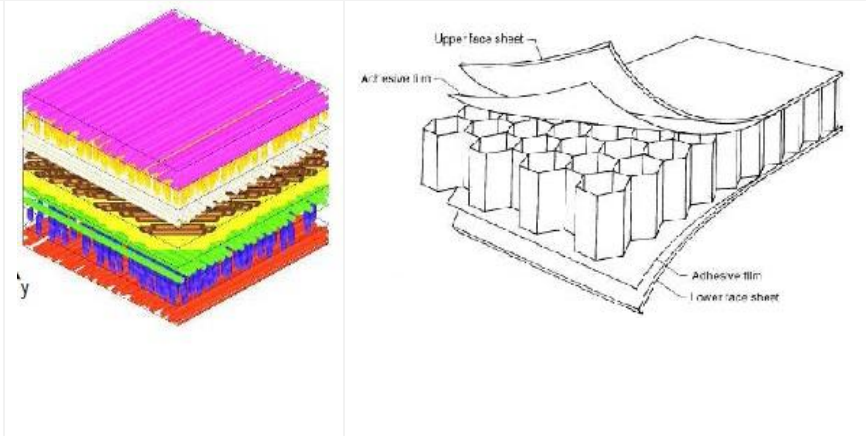 Upper face sheet
Adhesive film
y
Adhesive film
Lower face sheet